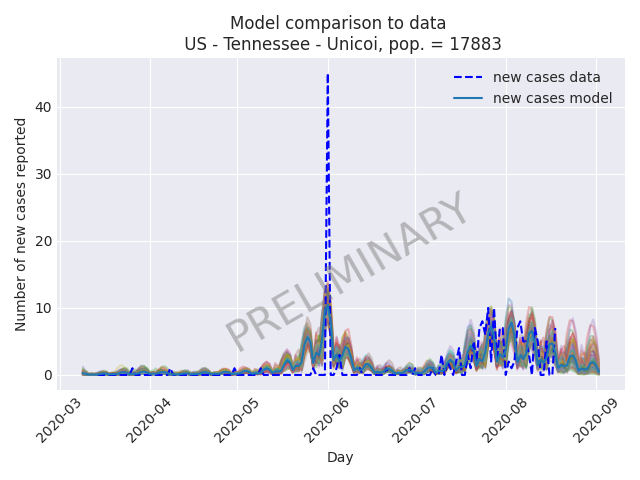 Model comparison to data
US - Tennessee - Unicoi, pop. = 17883
new cases data
new cases model
Number of new cases reported
40
30
20
10
0
PRELIMINARY
2020-03
2020-04
2020-05
2020-06
2020-07
2020-08
2020-09
Day